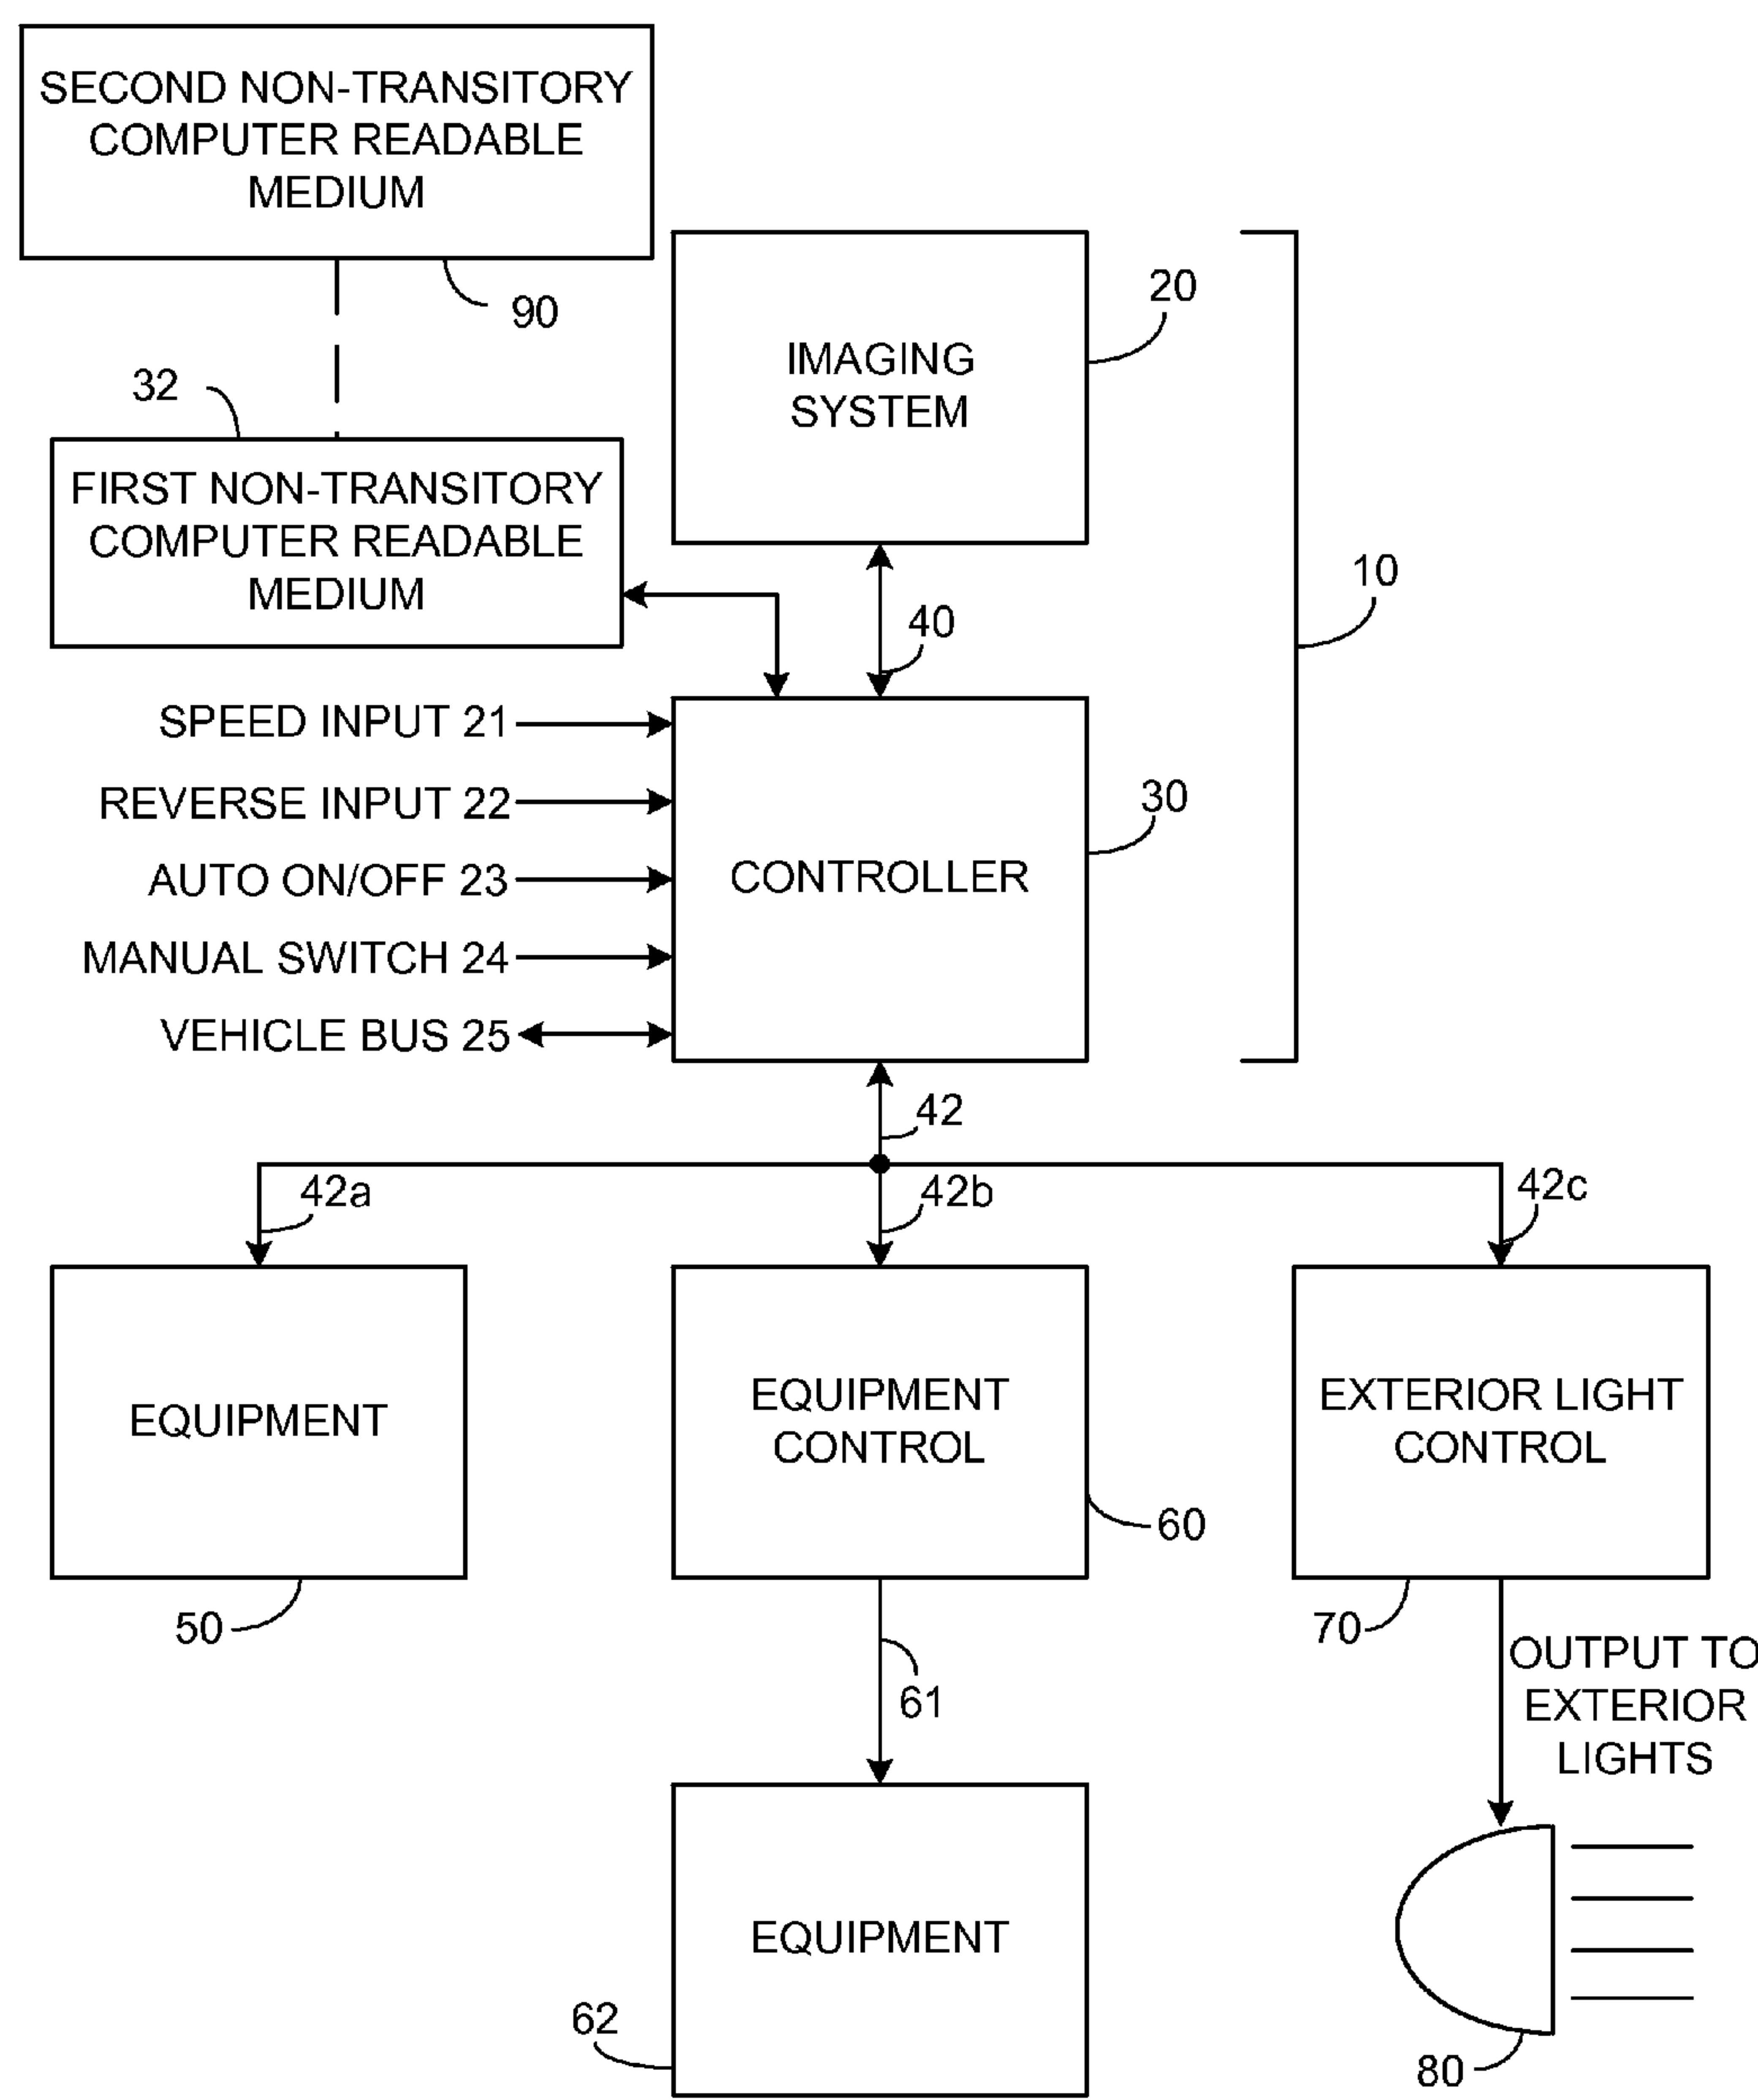 SECOND NON-TRANSITORY
COMPUTER READABLE
MEDIUM
90
20
IMAGING
SYSTEM
32
FIRST NON-TRANSITORY
COMPUTER READABLE
MEDIUM
10
40
SPEED INPUT 21
REVERSE INPUT 22
AUTO ON/OFF 23
MANUAL SWITCH 24
VEHICLE BUS 25
CONTROLLER
30
42
42a
42b
42c
EQUIPMENT
50
EQUIPMENT
CONTROL
60
EXTERIOR LIGHT
CONTROL
70
61
OUTPUT TO
EXTERIOR
LIGHTS
EQUIPMENT
62
80